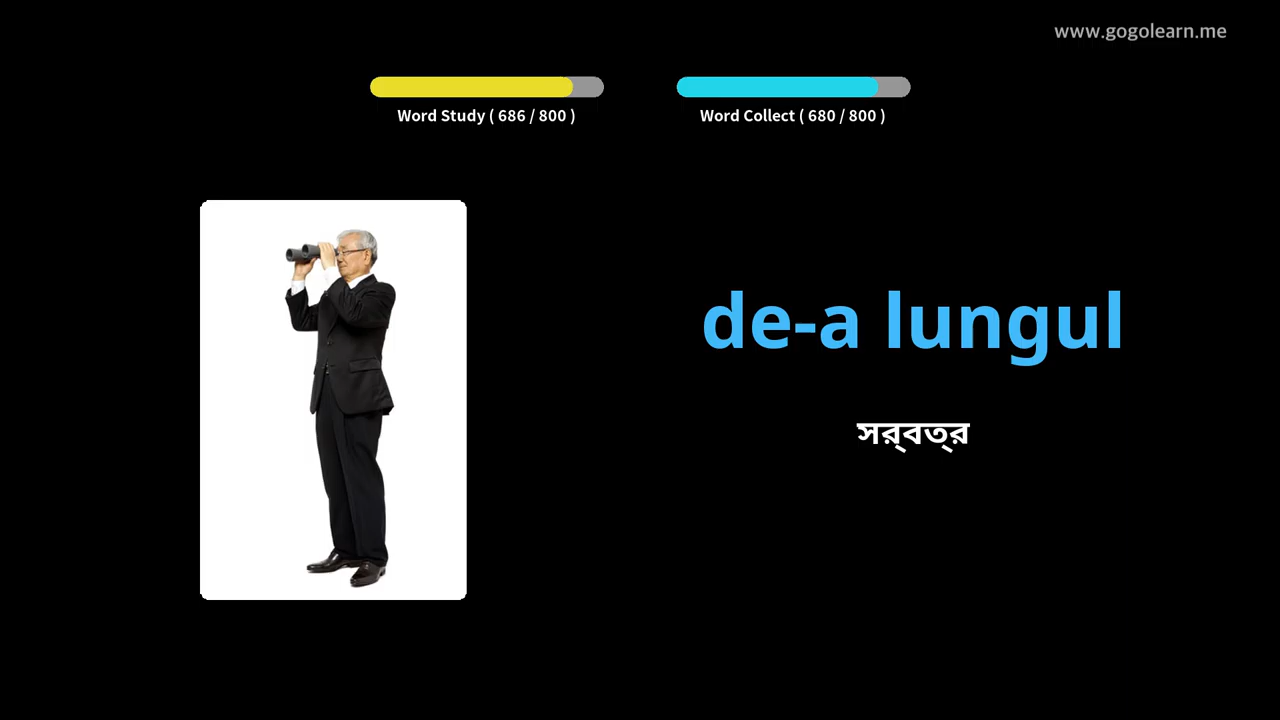 www.gogolearn.me
Word Study ( 686 / 800 )
Word Collect ( 680 / 800 )
de-a lungul
সর্বত্র